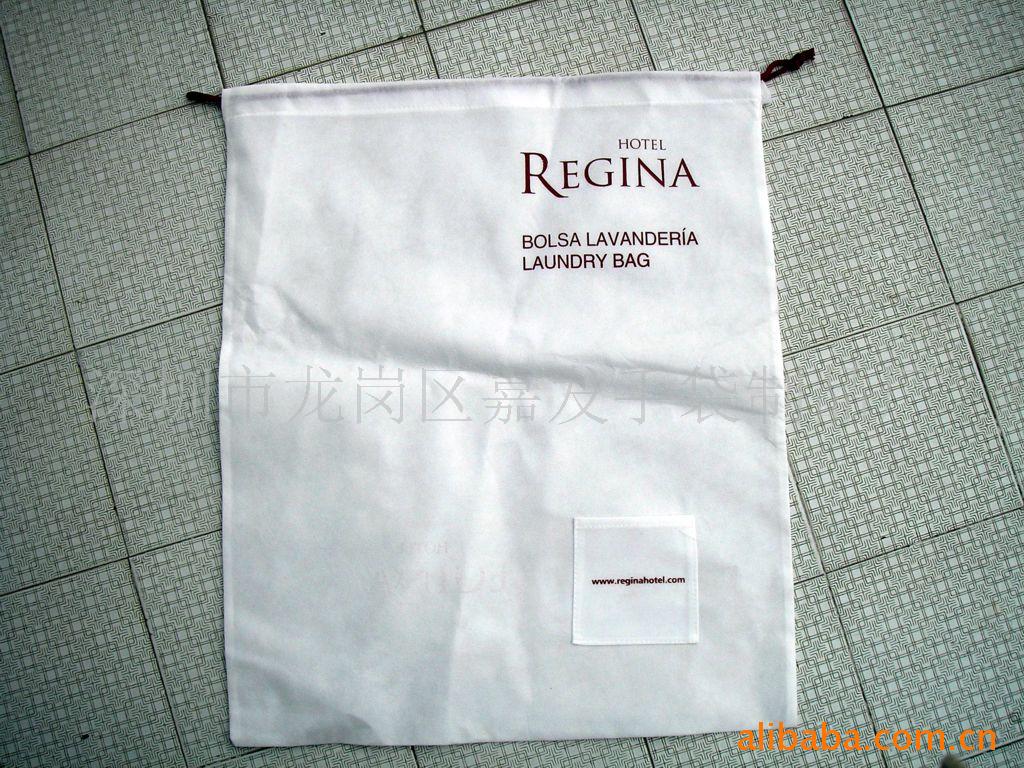 HOTEL
REGINA
BOLSA LAVANDERÍA
LAUNDRY BAG
深圳市龙岗区嘉发手袋制
www.reginahotel.com
alibaba.com.cn